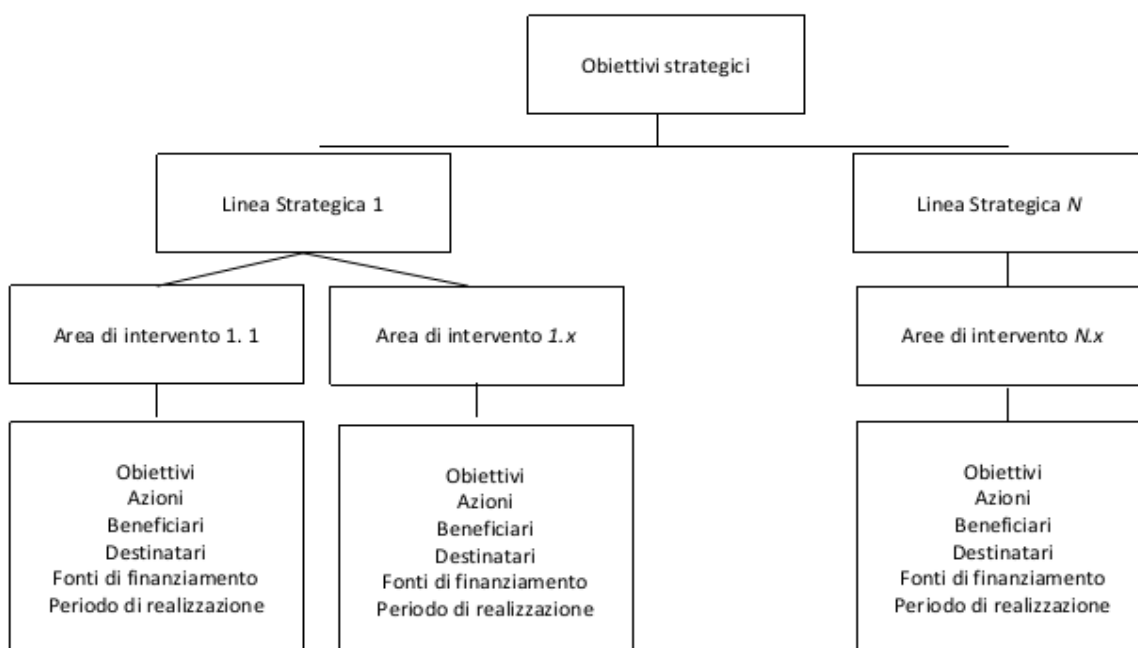 Obiettivi strategici
Linea Strategica 1
Linea Strategica N
Area di intervento 1. 1
Area di intervento 1.x
Aree di intervento N.x
Obiettivi
Azioni
Beneficiari
Destinatari
Fonti di finanziamento
Periodo di realizzazione
Obiettivi
Azioni
Beneficiari
Destinatari
Fonti di finanziamento
Periodo di realizzazione
Obiettivi
Azioni
Beneficiari
Destinatari
Fonti di finanziamento
Periodo di realizzazione